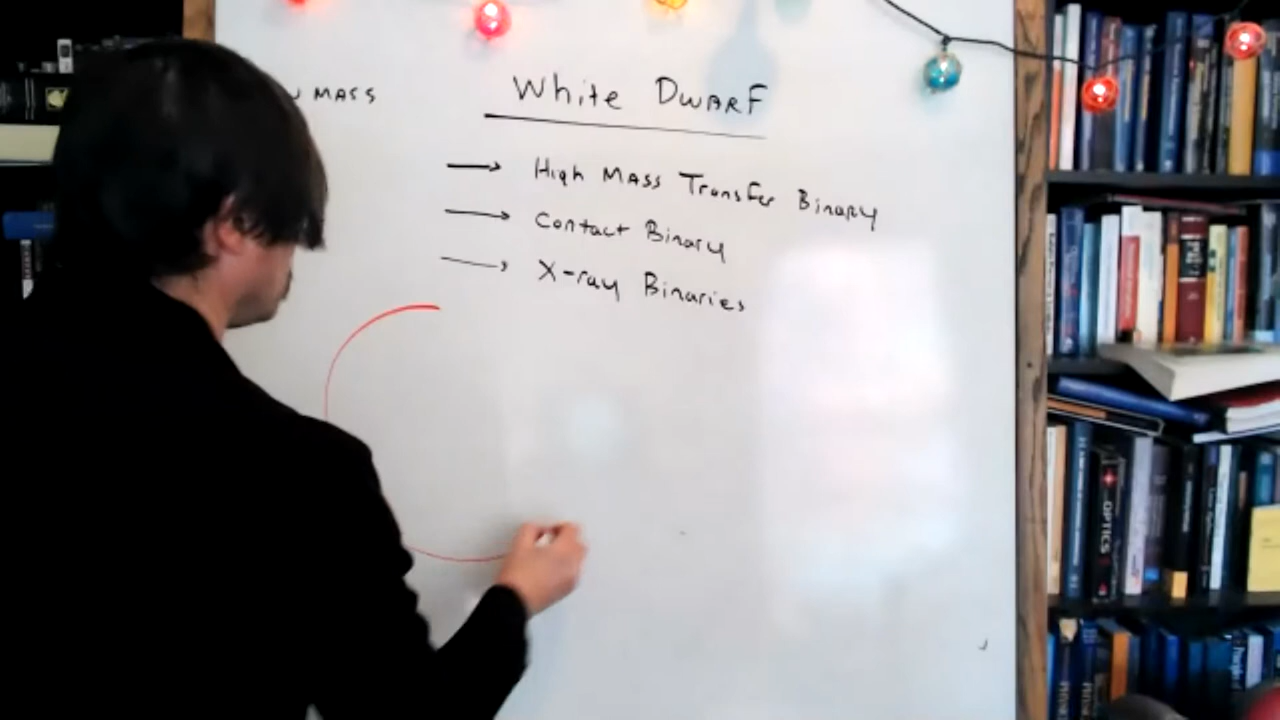 MASS
White DWARF
→ High MASS Transfer Binary
→ Contact Binary
→ X-ray Binaries
OPTICS